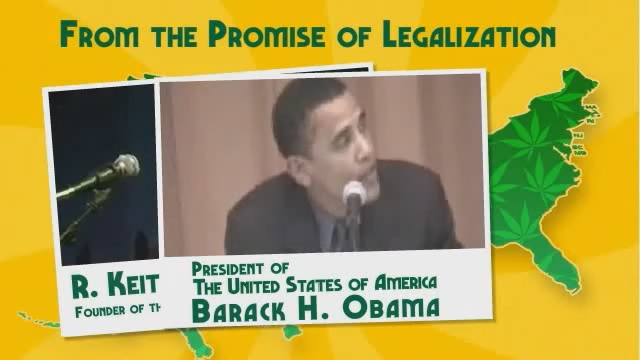 From the Promise of Legalization
R. Keit
Founder of th
President of
The United States of America
Barack H. Obama